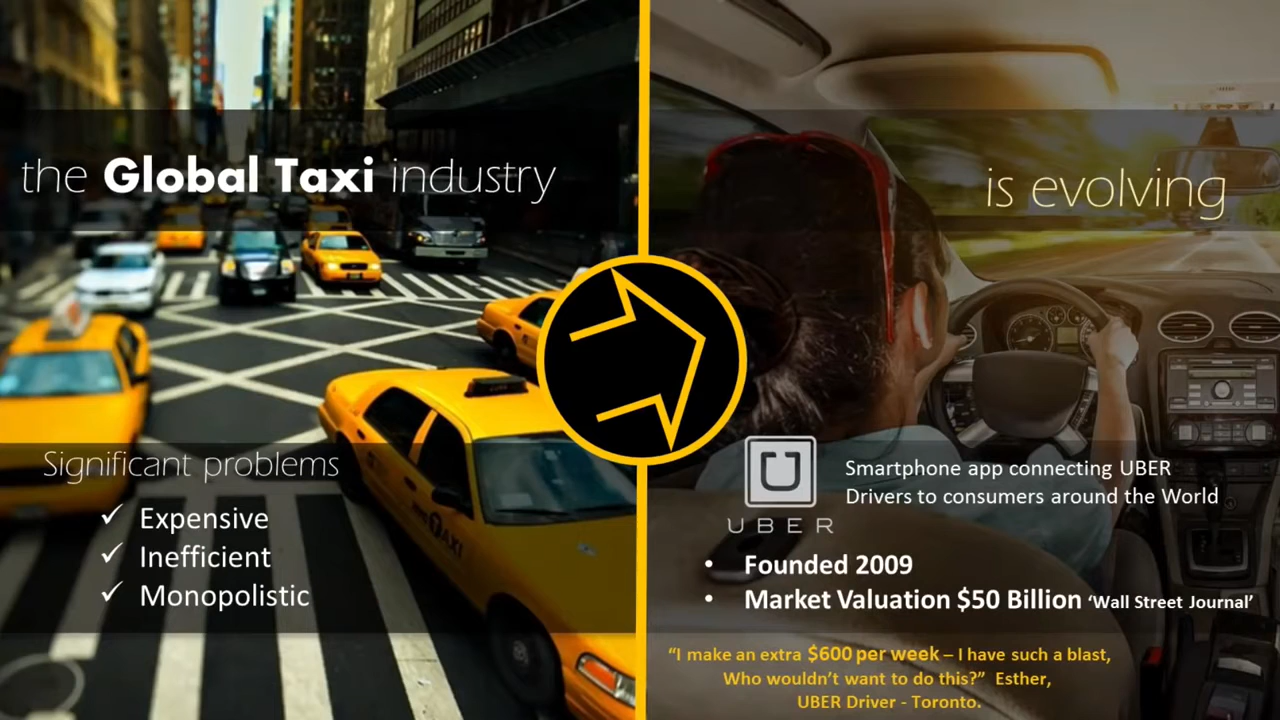 the Global Taxi industry
Significant problems
✓ Expensive
✓ Inefficient
✓ Monopolistic
TAXI
is evolving
U
UBER
Smartphone app connecting UBER
Drivers to consumers around the World
• Founded 2009
• Market Valuation $50 Billion ‘Wall Street Journal’
“I make an extra $600 per week – I have such a blast,
Who wouldn’t want to do this?” Esther,
UBER Driver - Toronto.